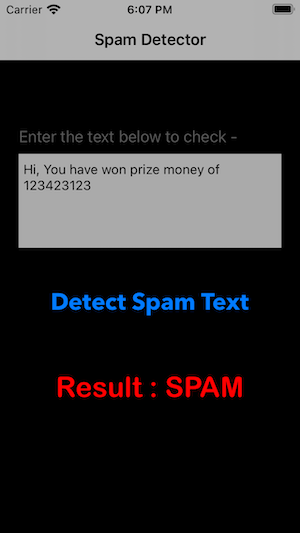 Carrier 6:07 PM
Spam Detector
Enter the text below to check -
Hi, You have won prize money of
123423123
Detect Spam Text
Result : SPAM